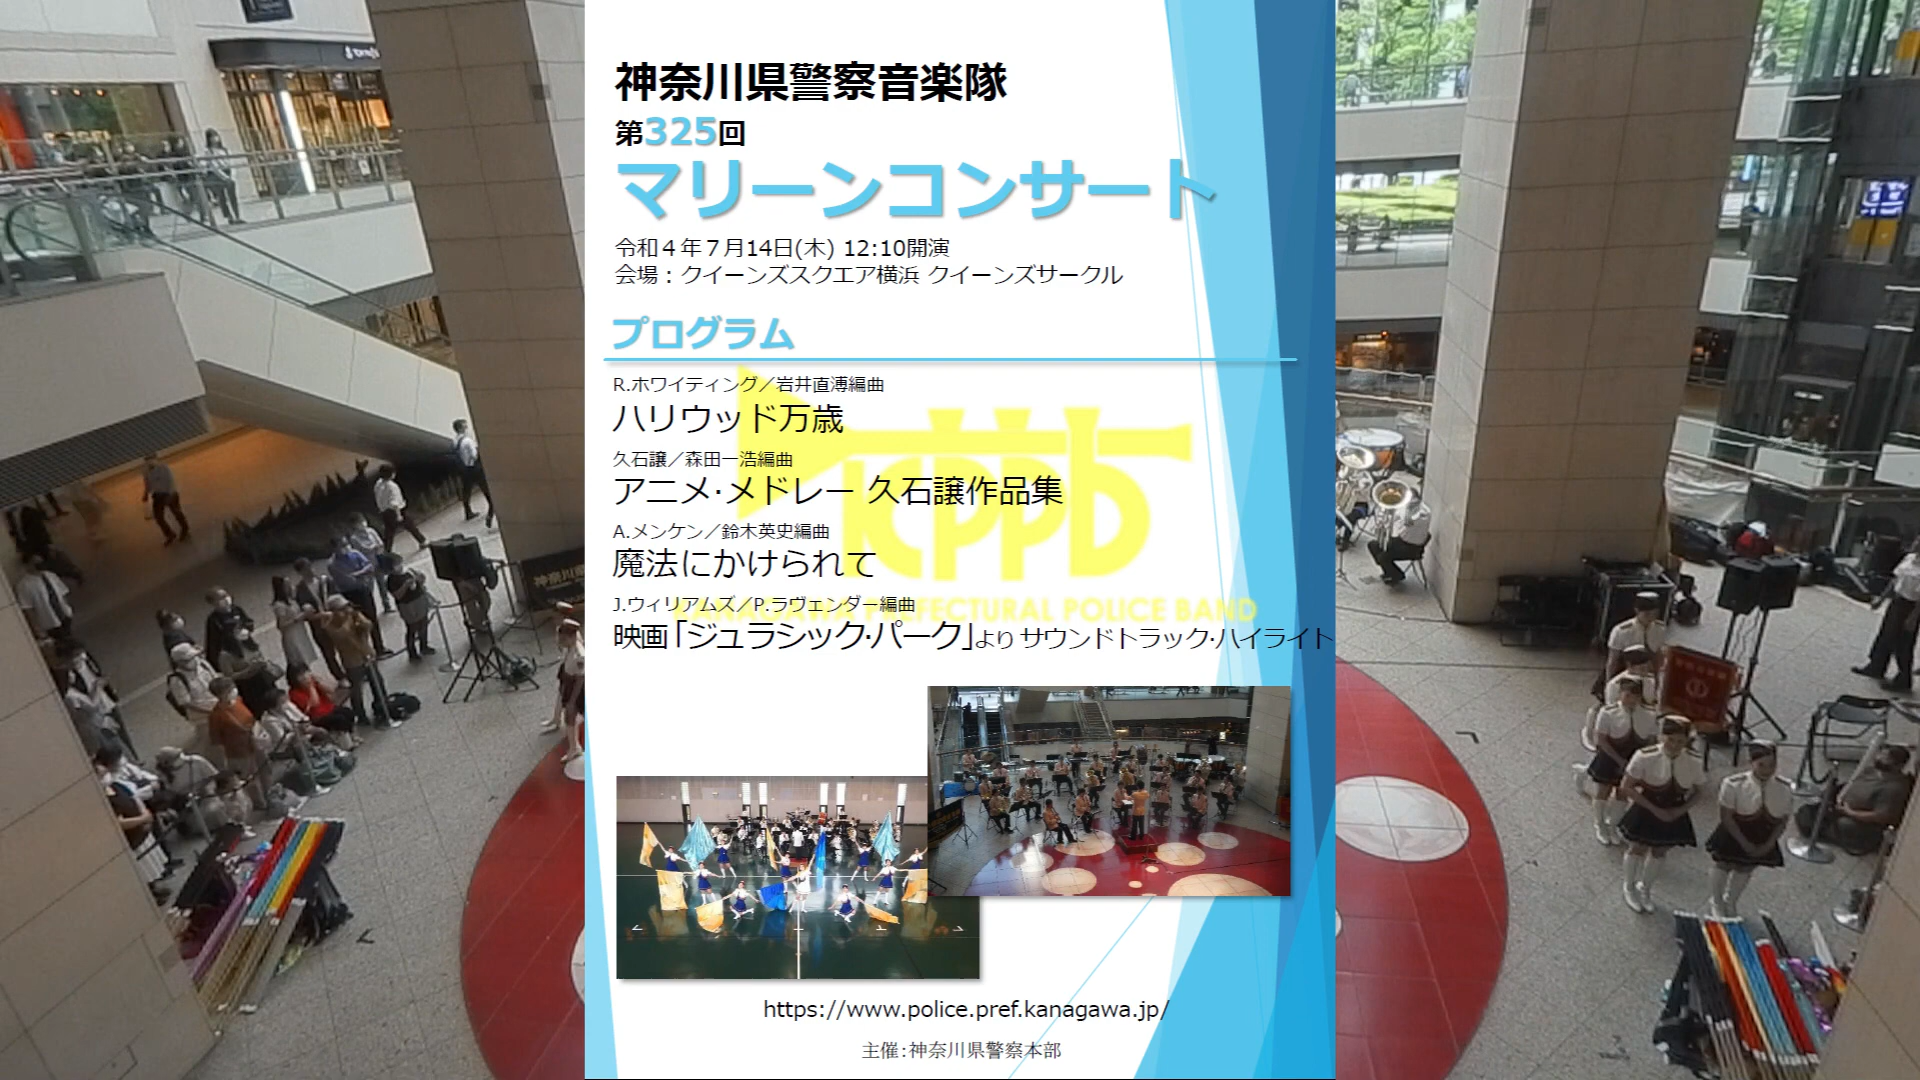 神奈川県警察音楽隊
第325回
マリーンコンサート
令和４年７月14日(木) 12:10開演
会場：クイーンズスクエア横浜 クイーンズサークル
プログラム
R.ホワイティング／岩井直溥編曲
ハリウッド万歳
久石譲／森田一浩編曲
アニメ･メドレー 久石譲作品集
A.メンケン／鈴木英史編曲
魔法にかけられて
J.ウィリアムズ／P.ラヴェンダー編曲
映画｢ジュラシック･パーク｣より サウンドトラック･ハイライト
KPPB
KANAGAWA PREFECTURAL POLICE BAND
https://www.police.pref.kanagawa.jp/
主催：神奈川県警察本部